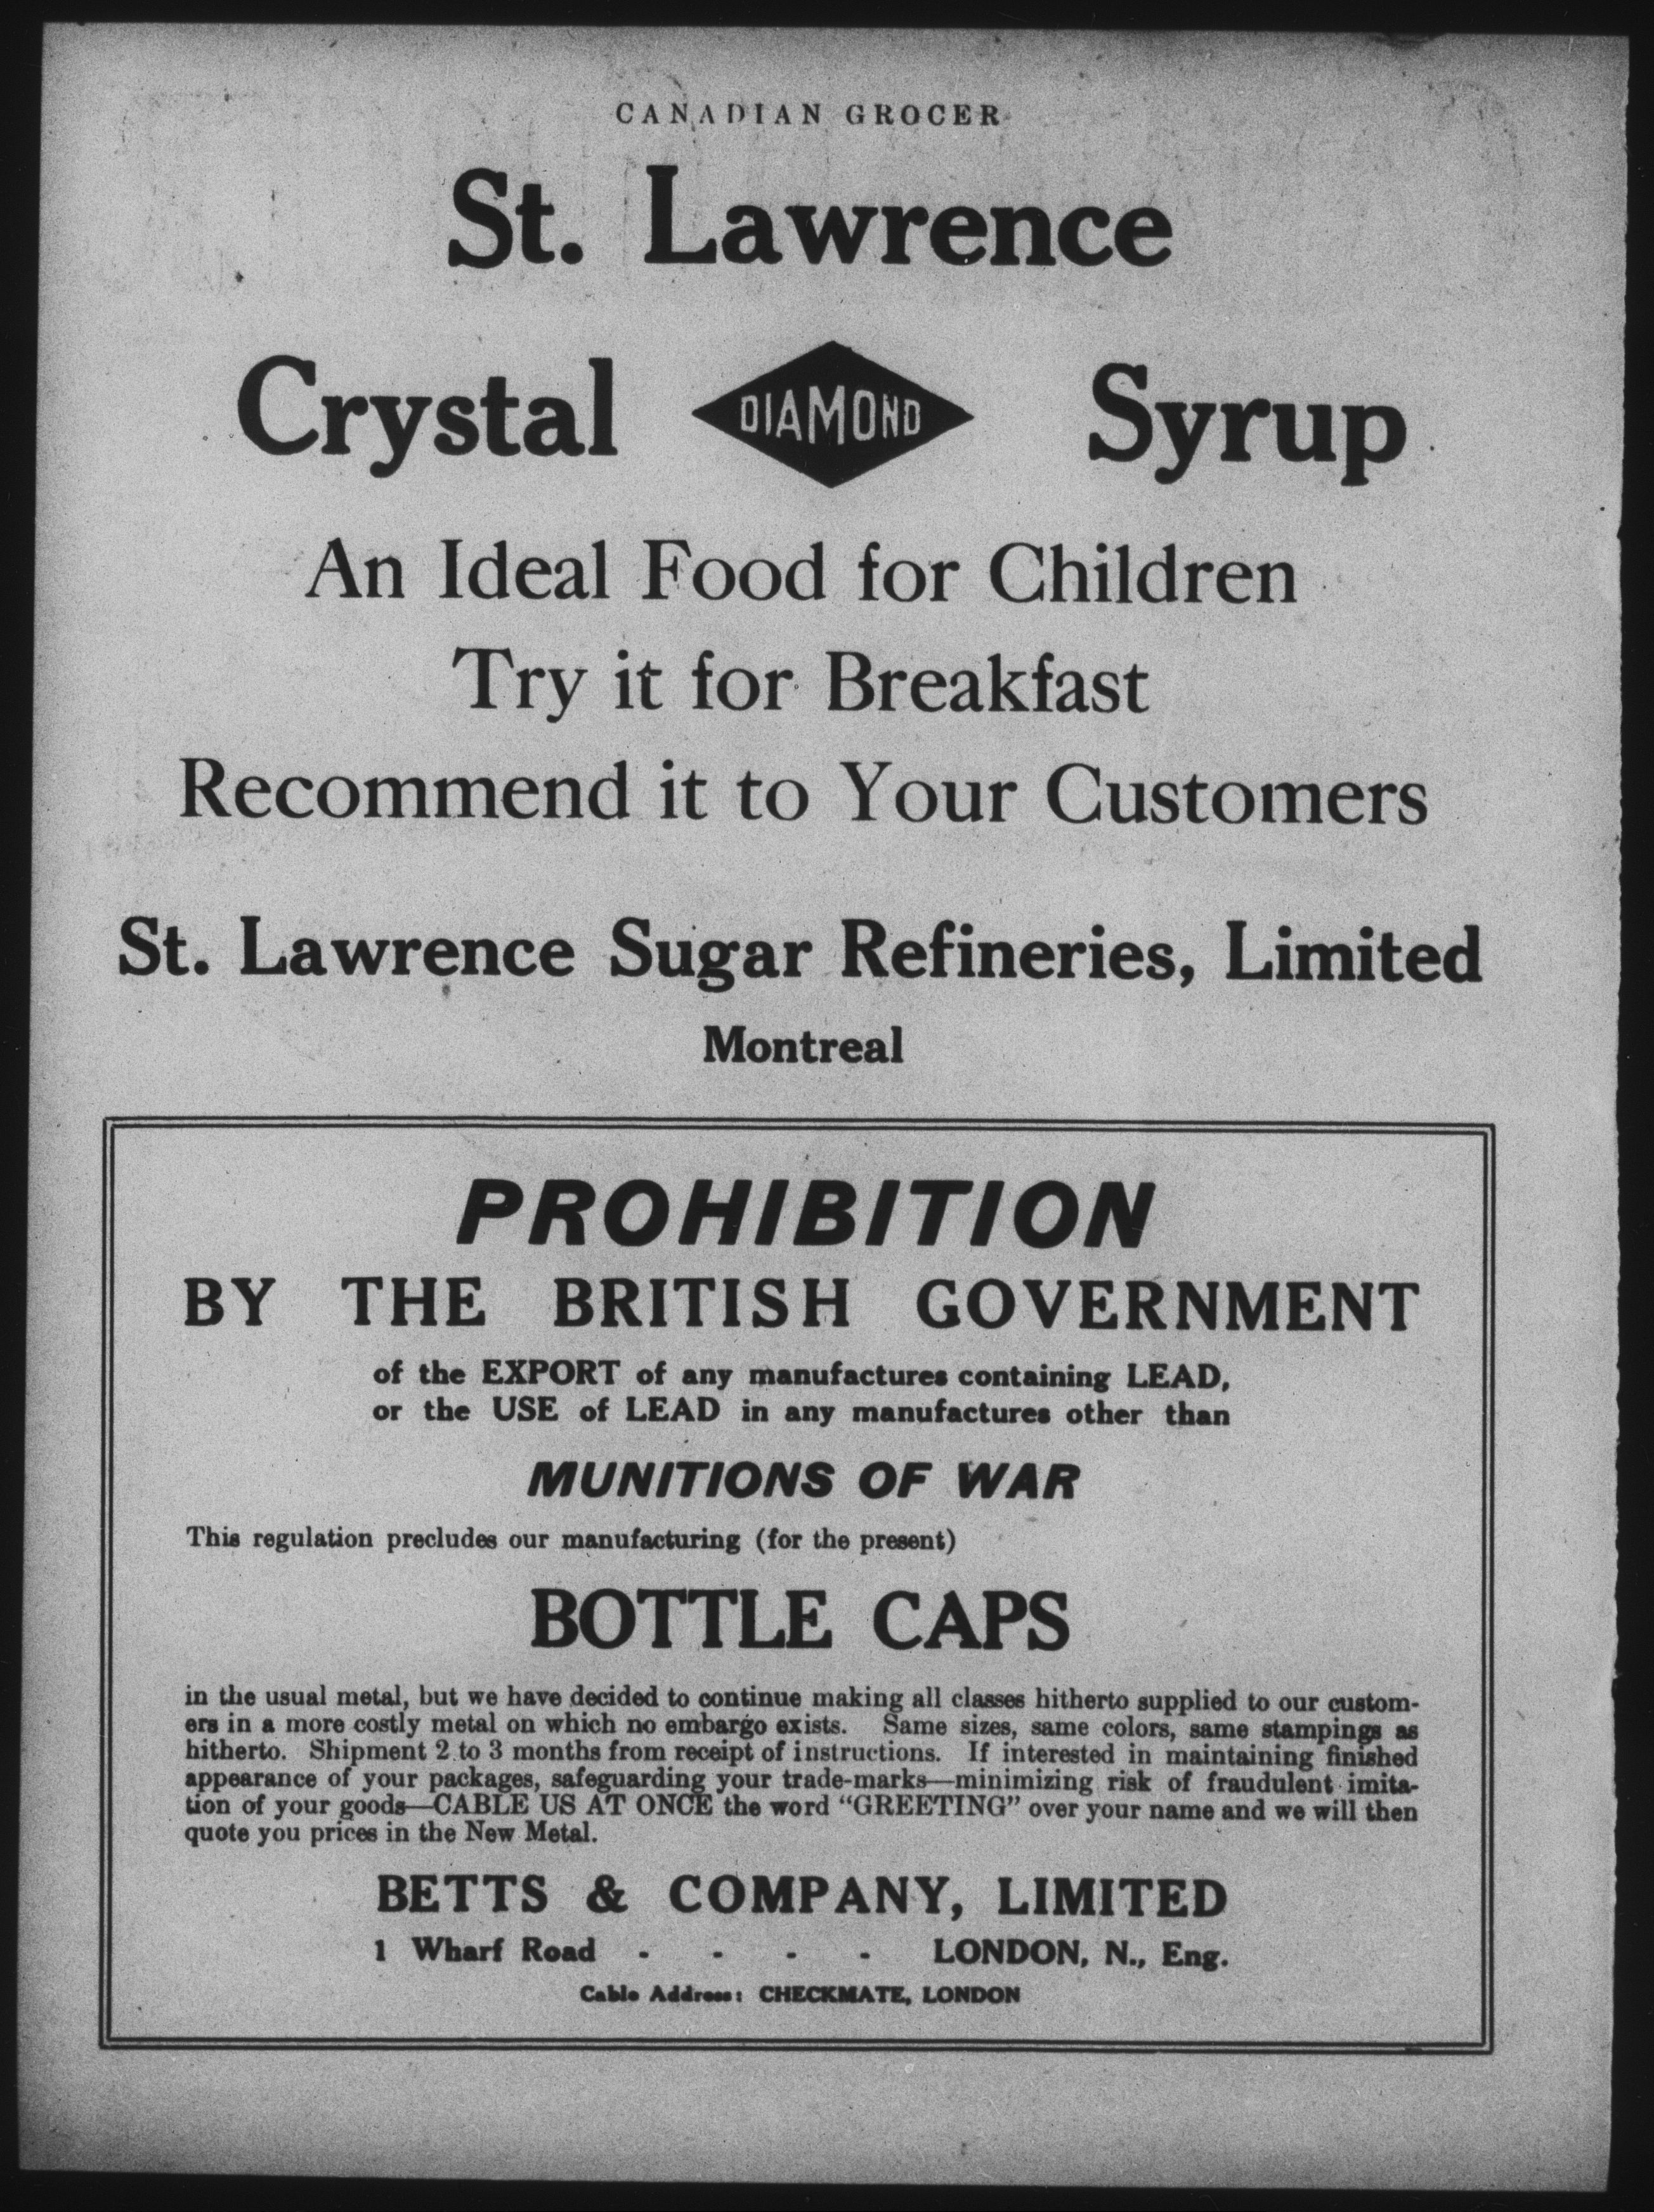 CANADIAN GROCER
St. Lawrence
Crystal DIAMOND Syrup
An Ideal Food for Children
Try it for Breakfast
Recommend it to Your Customers
St. Lawrence Sugar Refineries, Limited
Montreal
PROHIBITION
BY THE BRITISH GOVERNMENT
of the EXPORT of any manufactures containing LEAD,
or the USE of LEAD in any manufactures other than
MUNITIONS OF WAR
This regulation precludes our manufacturing (for the present)
BOTTLE CAPS
in the usual metal, but we have decided to continue making all classes hitherto supplied to our custom-
ers in a more costly metal on which no embargo exists. Same sizes, same colors, same stampings as
hitherto. Shipment 2 to 3 months from receipt of instructions. If interested in maintaining finished
appearance of your packages, safeguarding your trade-marks—minimizing risk of fraudulent imita-
tion of your goods—CABLE US AT ONCE the word “GREETING” over your name and we will then
quote you prices in the New Metal.
BETTS & COMPANY, LIMITED
1 Wharf Road - - - - LONDON, N., Eng.
Cable Address: CHECKMATE, LONDON